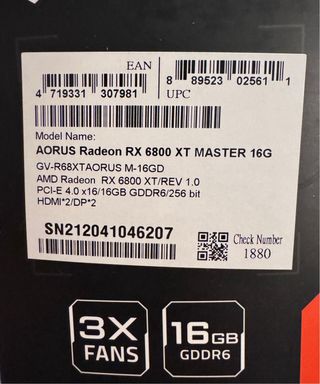 EAN
4 719331 307981
8 89523 02561 1
UPC
Model Name:
AORUS Radeon RX 6800 XT MASTER 16G
GV-R68XTAORUS M-16GD
AMD Radeon RX 6800 XT/REV 1.0
PCI-E 4.0 x16/16GB GDDR6/256 bit
HDMI*2/DP*2
SN212041046207
Check Number
1880
3X
FANS
16GB
GDDR6